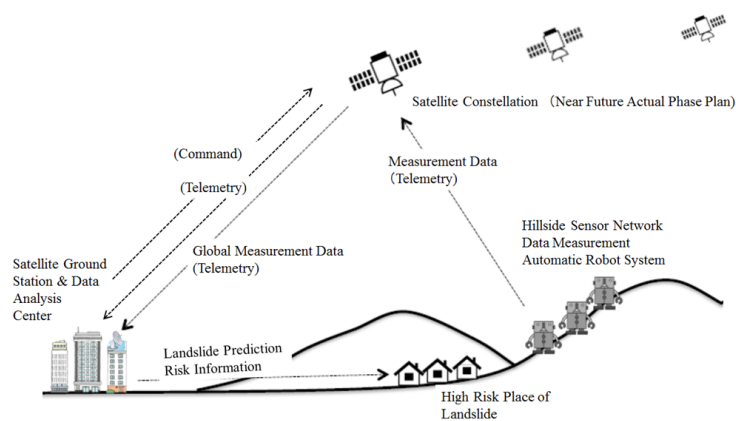 Satellite Constellation （Near Future Actual Phase Plan)
(Command)
Measurement Data
（Telemetry)
(Telemetry)
Hillside Sensor Network
Data Measurement
Automatic Robot System
Global Measurement Data
(Telemetry)
Satellite Ground
Station & Data
Analysis
Center
Landslide Prediction
Risk Information
High Risk Place of
Landslide